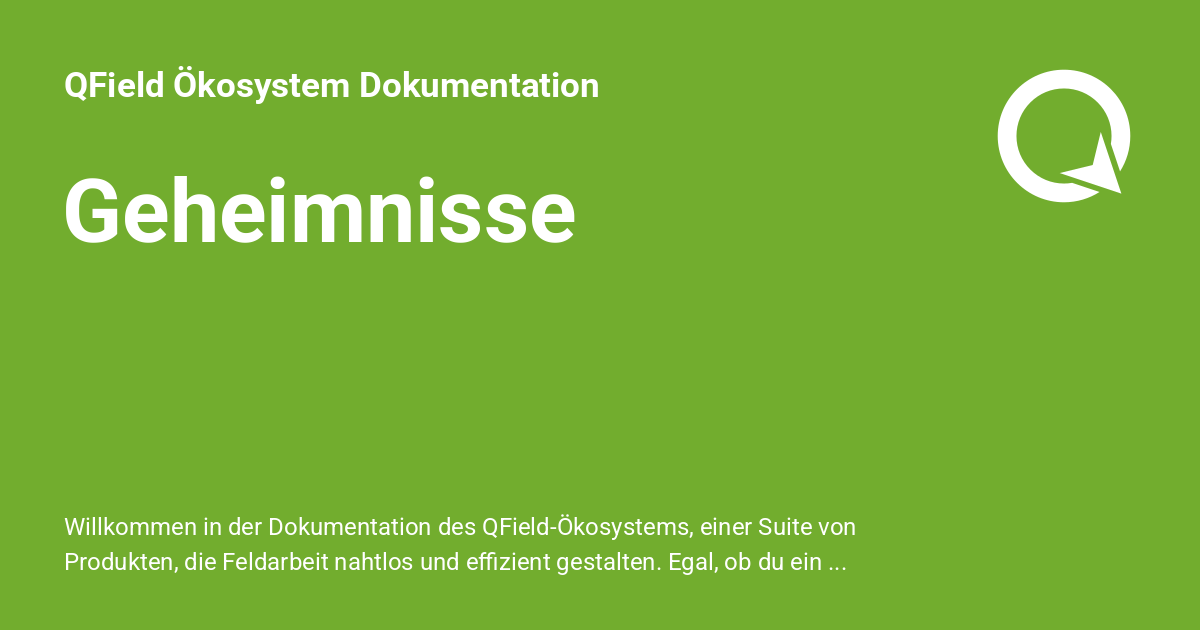 QField Ökosystem Dokumentation
Geheimnisse
Willkommen in der Dokumentation des QField-Ökosystems, einer Suite von
Produkten, die Feldarbeit nahtlos und effizient gestalten. Egal, ob du ein ...